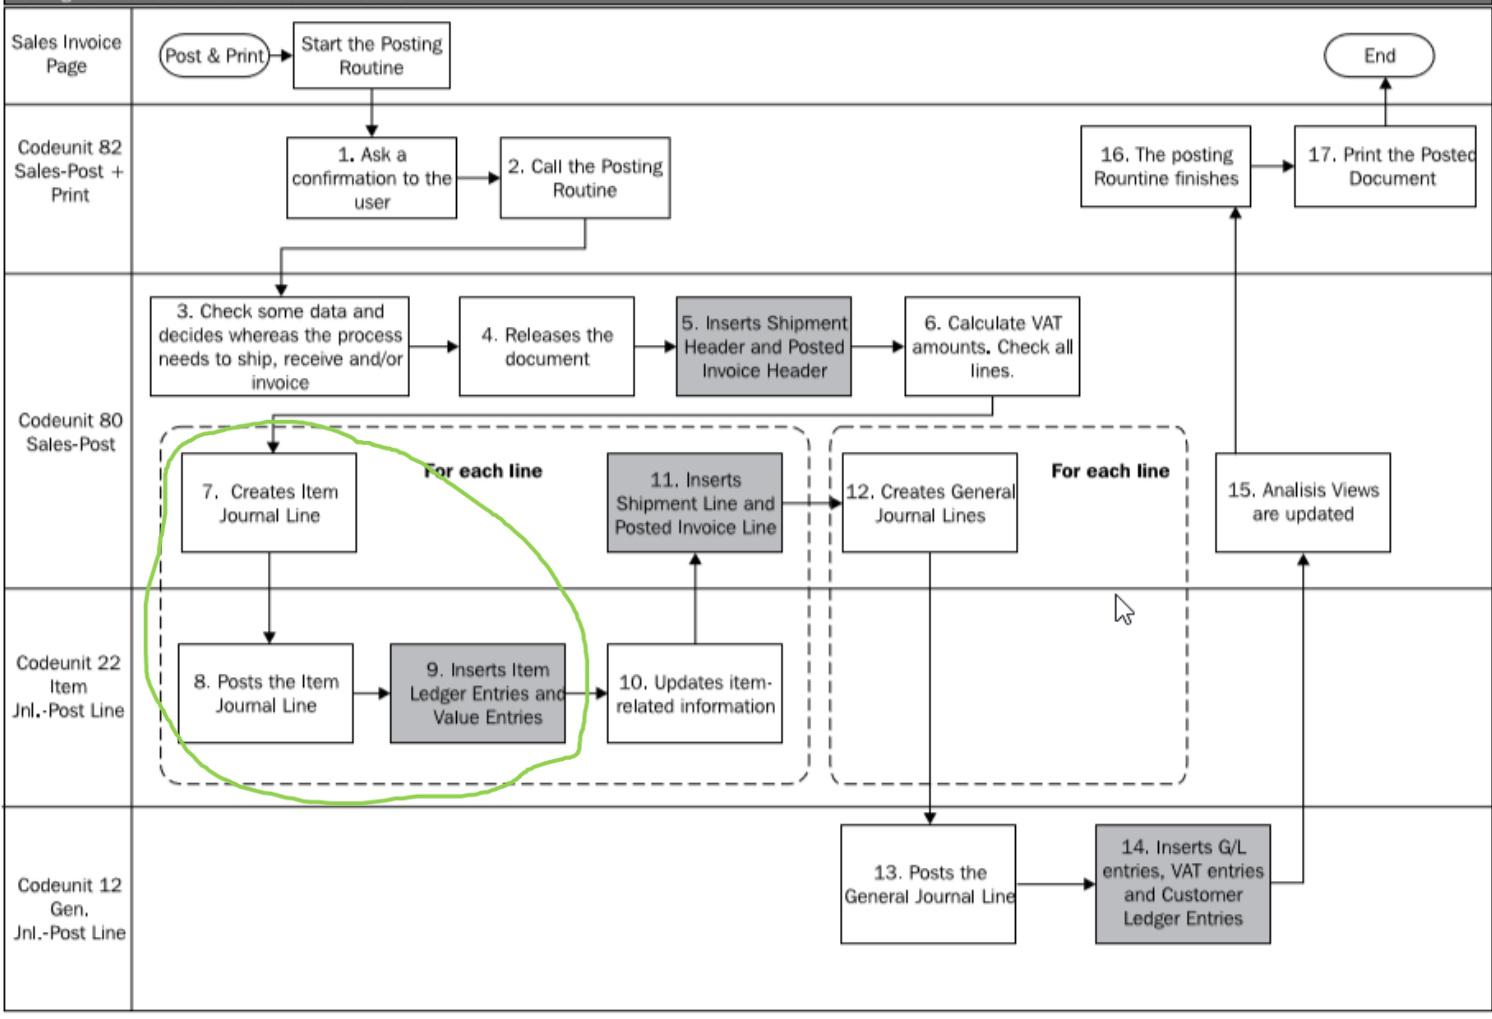 Sales Invoice
Page
Post & Print
Start the Posting
Routine
End
Codeunit 82
Sales-Post +
Print
1. Ask a
confirmation to the
user
2. Call the Posting
Routine
16. The posting
Rountine finishes
17. Print the Posted
Document
Codeunit 80
Sales-Post
3. Check some data and
decides whereas the process
needs to ship, receive and/or
invoice
4. Releases the
document
5. Inserts Shipment
Header and Posted
Invoice Header
6. Calculate VAT
amounts. Check all
lines.
7. Creates Item
Journal Line
For each line
11. Inserts
Shipment Line and
Posted Invoice Line
12. Creates General
Journal Lines
For each line
15. Analisis Views
are updated
Codeunit 22
Item
Jnl.-Post Line
8. Posts the Item
Journal Line
9. Inserts Item
Ledger Entries and
Value Entries
10. Updates item-
related information
Codeunit 12
Gen.
Jnl.-Post Line
13. Posts the
General Journal Line
14. Inserts G/L
entries, VAT entries
and Customer
Ledger Entries